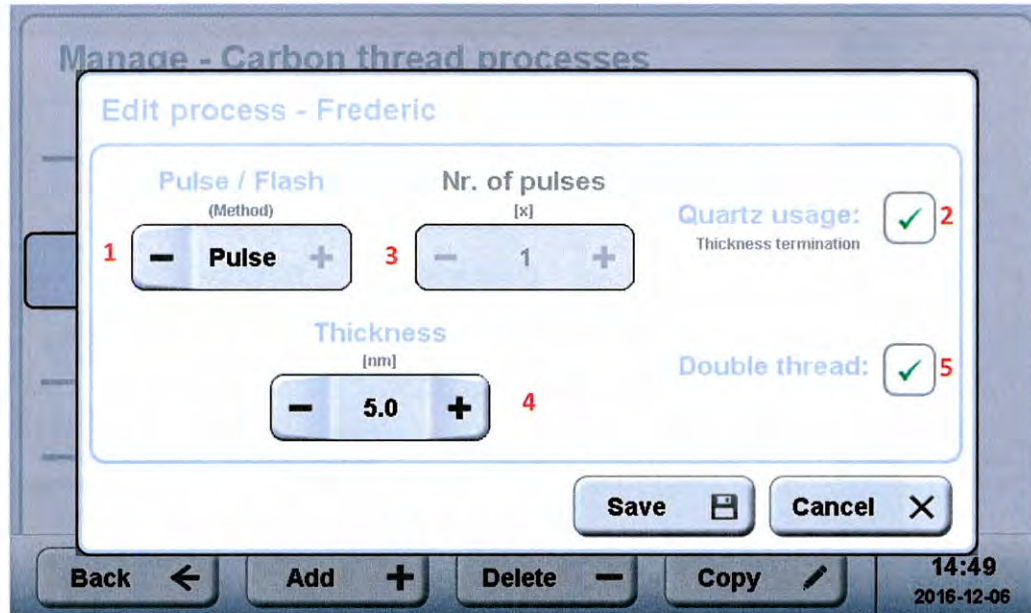 Manage - Carbon thread processes
Edit process - Frederic
Pulse / Flash
(Method)
1
Pulse
Nr. of pulses
[x]
3
1
Quartz usage:
Thickness termination
2
Thickness
[nm]
5.0
4
Double thread:
5
Save
Cancel
Back
Add
Delete
Copy
14:49
2016-12-06